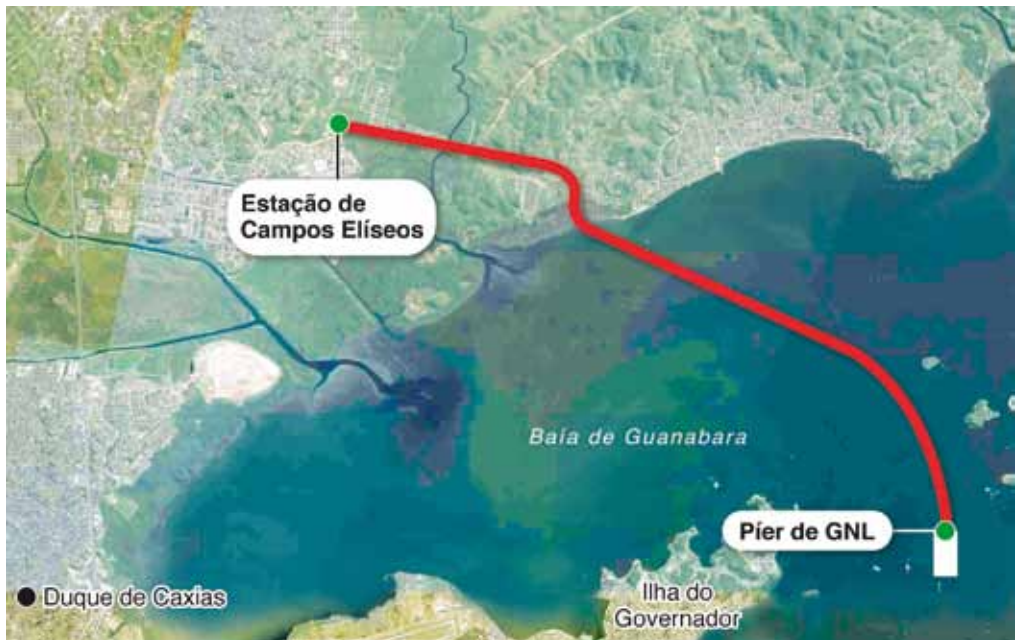 Estação de
Campos Elíseos
Baía de Guanabara
Píer de GNL
Duque de Caxias
Ilha do
Governador